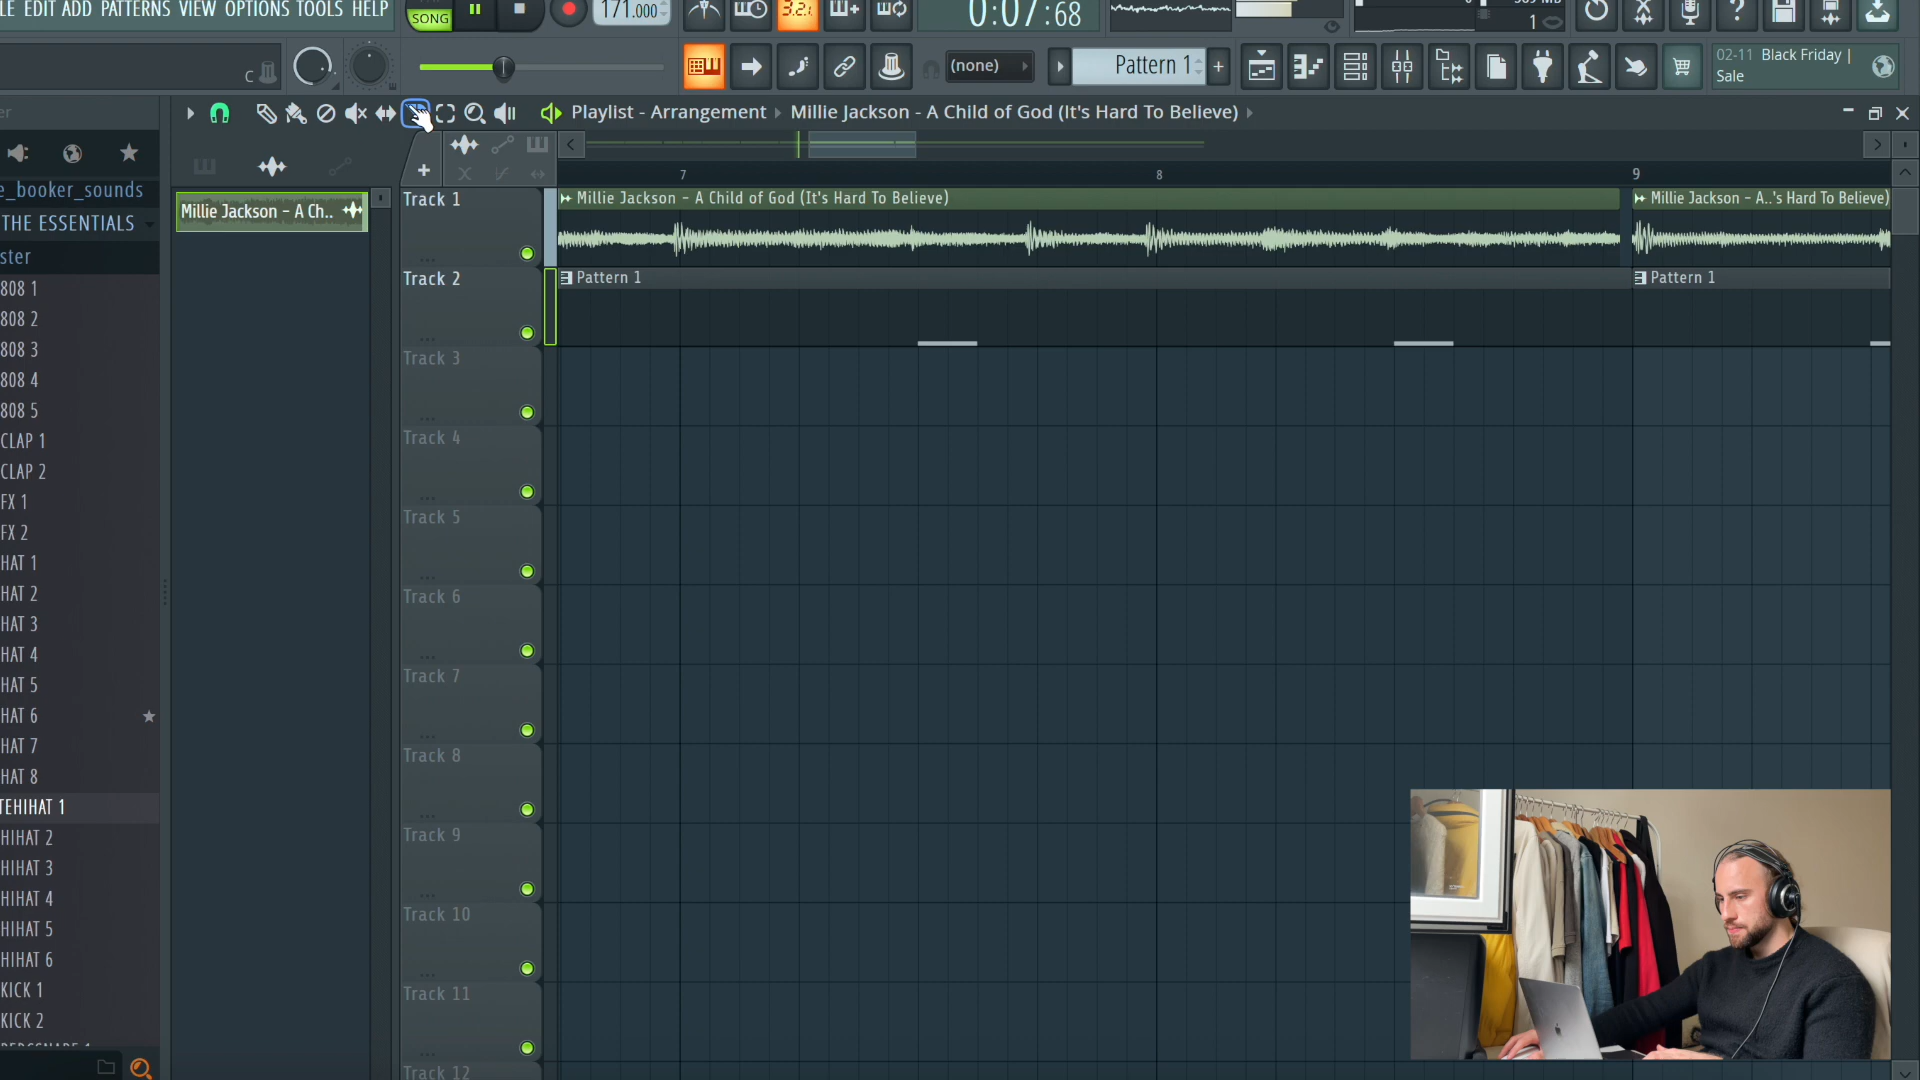 LE EDIT ADD PATTERNS VIEW OPTIONS TOOLS HELP
SONG
171.000
3.2.
0:07:68
1
C
(none)
Pattern 1
+
02-11 Black Friday |
Sale
Playlist - Arrangement
Millie Jackson - A Child of God (It's Hard To Believe)
e_booker_sounds
THE ESSENTIALS
ster
808 1
808 2
808 3
808 4
808 5
CLAP 1
CLAP 2
FX 1
FX 2
HAT 1
HAT 2
HAT 3
HAT 4
HAT 5
HAT 6
HAT 7
HAT 8
TEHIHAT 1
HIHAT 2
HIHAT 3
HIHAT 4
HIHAT 5
HIHAT 6
KICK 1
KICK 2
Millie Jackson - A Ch..
7
8
9
Track 1
Millie Jackson - A Child of God (It's Hard To Believe)
Millie Jackson - A..'s Hard To Believe)
Track 2
Pattern 1
Pattern 1
Track 3
Track 4
Track 5
Track 6
Track 7
Track 8
Track 9
Track 10
Track 11
Track 12